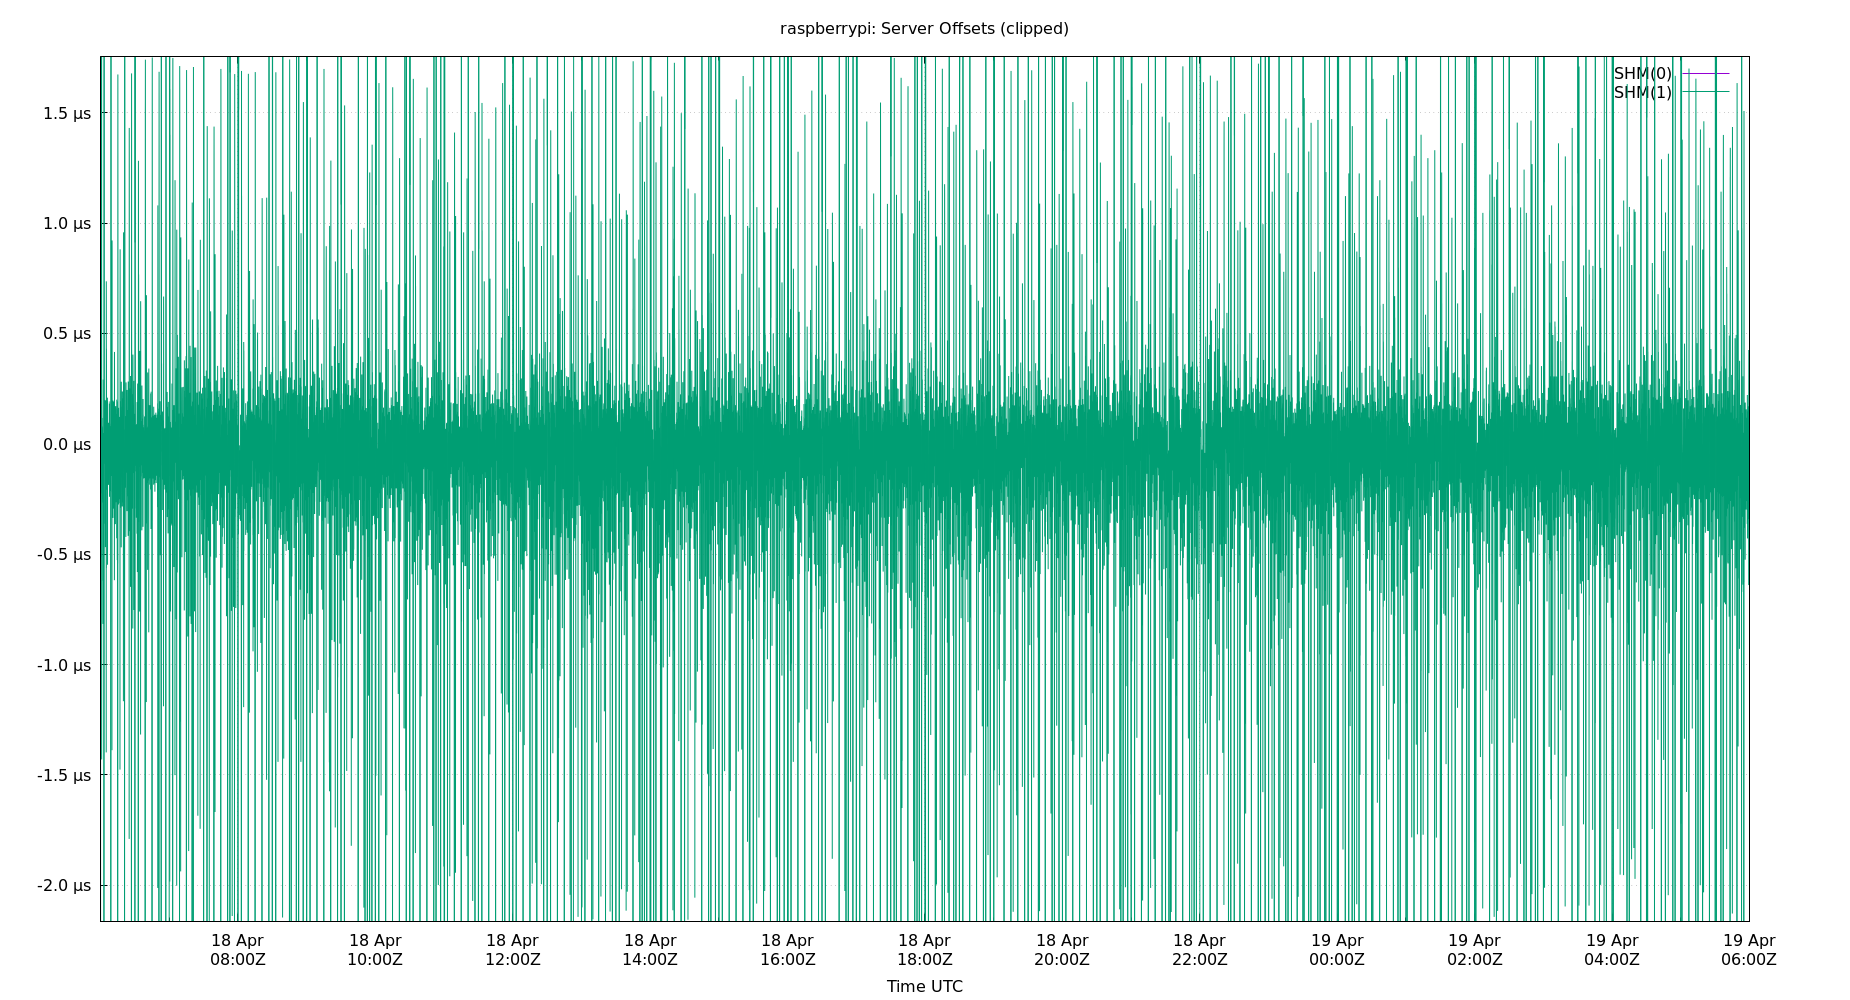 raspberrypi: Server Offsets (clipped)
SHM(0)
SHM(1)
1.5 µs
1.0 µs
0.5 µs
0.0 µs
-0.5 µs
-1.0 µs
-1.5 µs
-2.0 µs
18 Apr 18 Apr 18 Apr 18 Apr 18 Apr 18 Apr 18 Apr 18 Apr 19 Apr 19 Apr 19 Apr 19 Apr
08:00Z 10:00Z 12:00Z 14:00Z 16:00Z 18:00Z 20:00Z 22:00Z 00:00Z 02:00Z 04:00Z 06:00Z
Time UTC